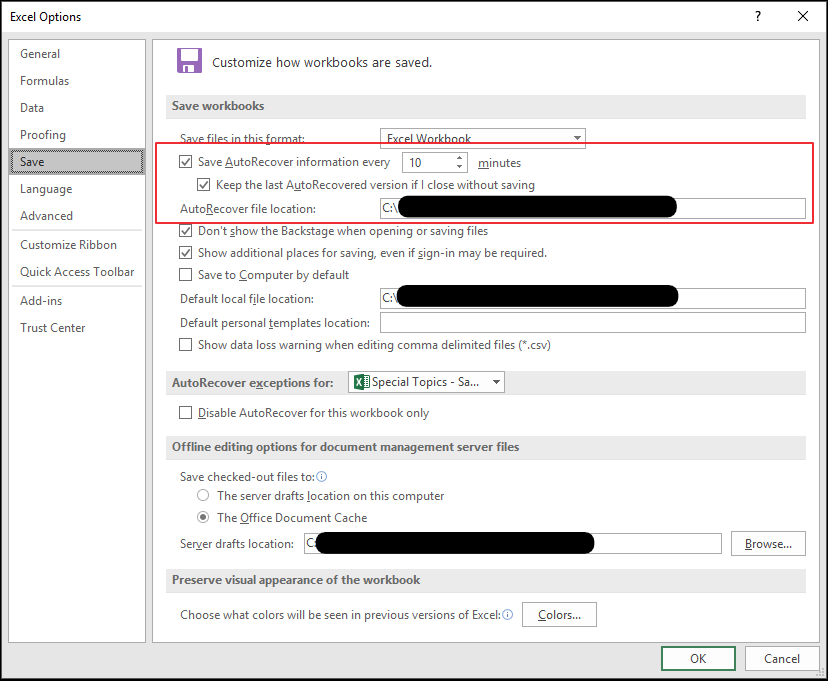 Excel Options
General
Formulas
Data
Proofing
Save
Language
Advanced
Customize Ribbon
Quick Access Toolbar
Add-ins
Trust Center
Customize how workbooks are saved.
Save workbooks
Save files in this format: Excel Workbook
Save AutoRecover information every 10 minutes
Keep the last AutoRecovered version if I close without saving
AutoRecover file location: C:\
Don't show the Backstage when opening or saving files
Show additional places for saving, even if sign-in may be required.
Save to Computer by default
Default local file location: C:\
Default personal templates location:
Show data loss warning when editing comma delimited files (*.csv)
AutoRecover exceptions for: Special Topics - Sa...
Disable AutoRecover for this workbook only
Offline editing options for document management server files
Save checked-out files to:
The server drafts location on this computer
The Office Document Cache
Server drafts location: C: Browse...
Preserve visual appearance of the workbook
Choose what colors will be seen in previous versions of Excel: Colors...
OK Cancel